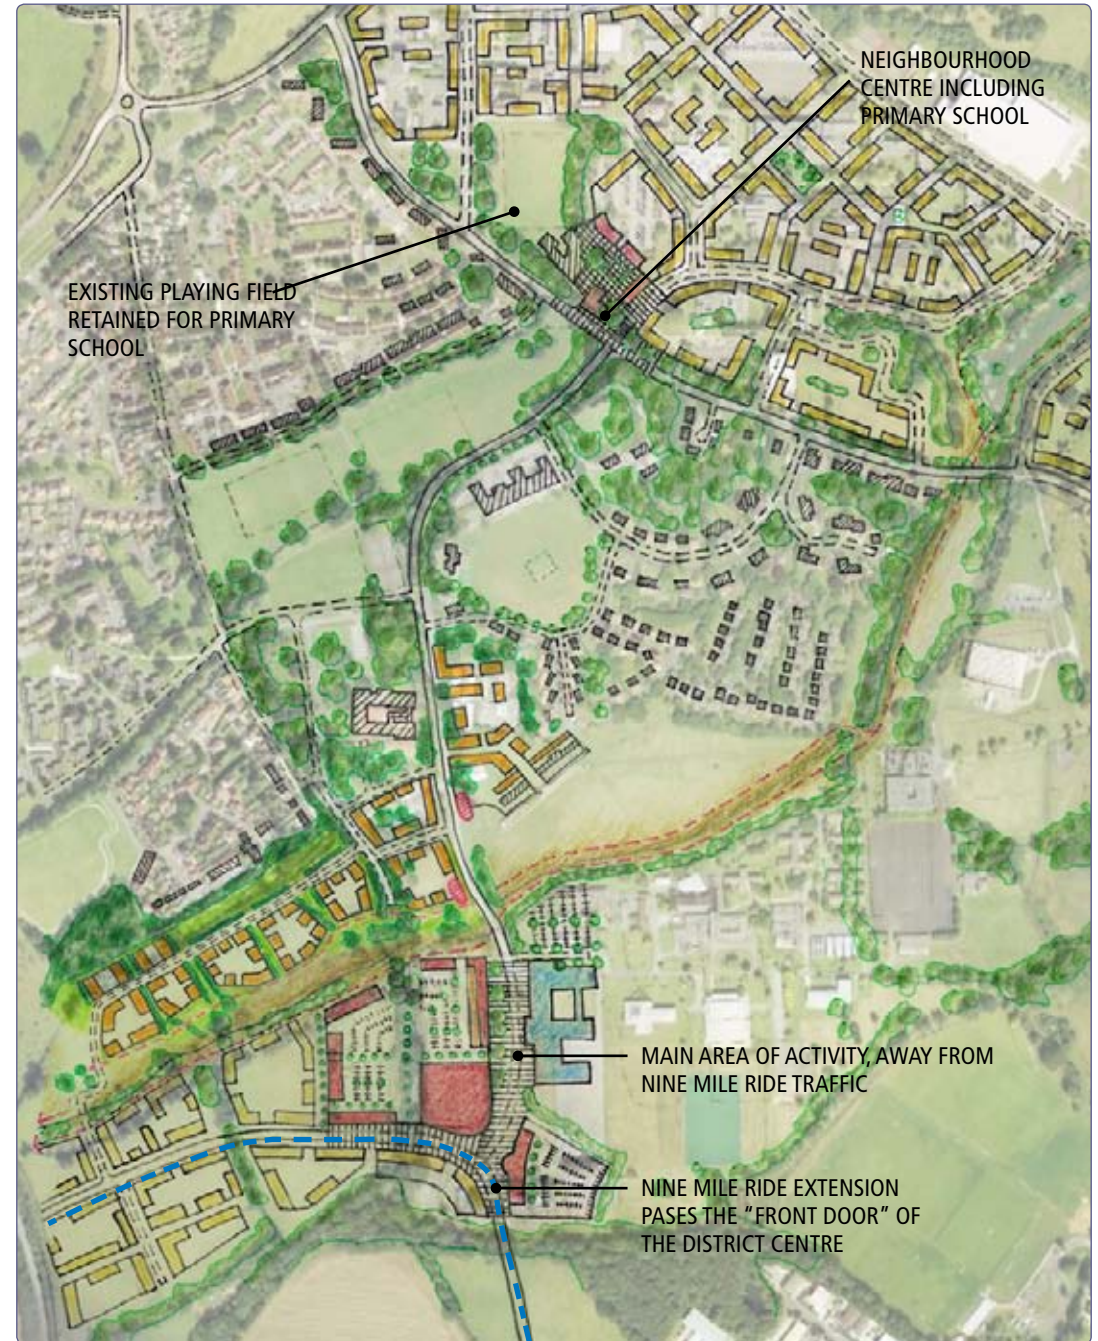 NEIGHBOURHOOD
CENTRE INCLUDING
PRIMARY SCHOOL
EXISTING PLAYING FIELD
RETAINED FOR PRIMARY
SCHOOL
MAIN AREA OF ACTIVITY, AWAY FROM
NINE MILE RIDE TRAFFIC
NINE MILE RIDE EXTENSION
PASES THE “FRONT DOOR” OF
THE DISTRICT CENTRE